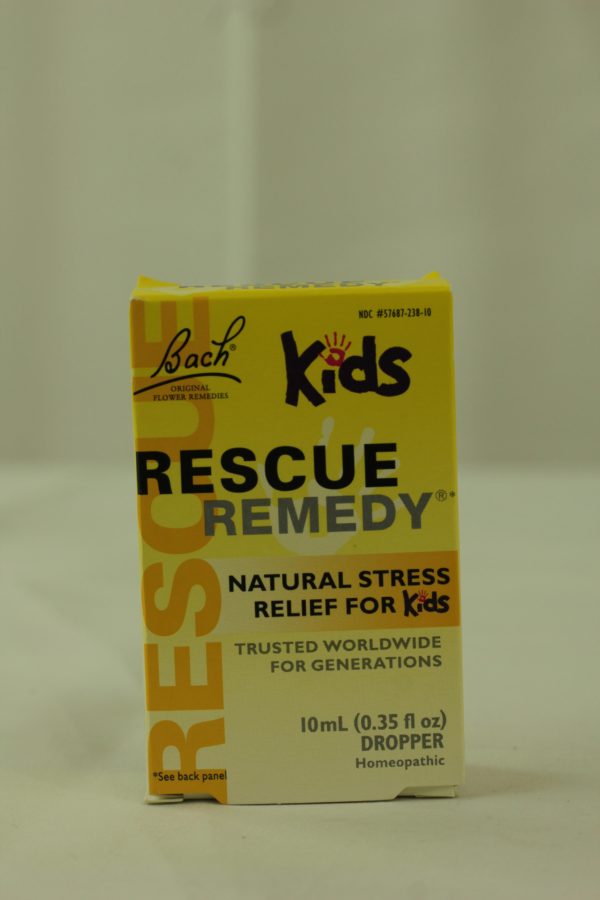 REMEDY
NDC #57687-238-10
Bach®
ORIGINAL
FLOWER REMEDIES
Kids
RESCUE
RESCUE
REMEDY®*
NATURAL STRESS
RELIEF FOR Kids
TRUSTED WORLDWIDE
FOR GENERATIONS
10mL (0.35 fl oz)
DROPPER
Homeopathic
*See back panel